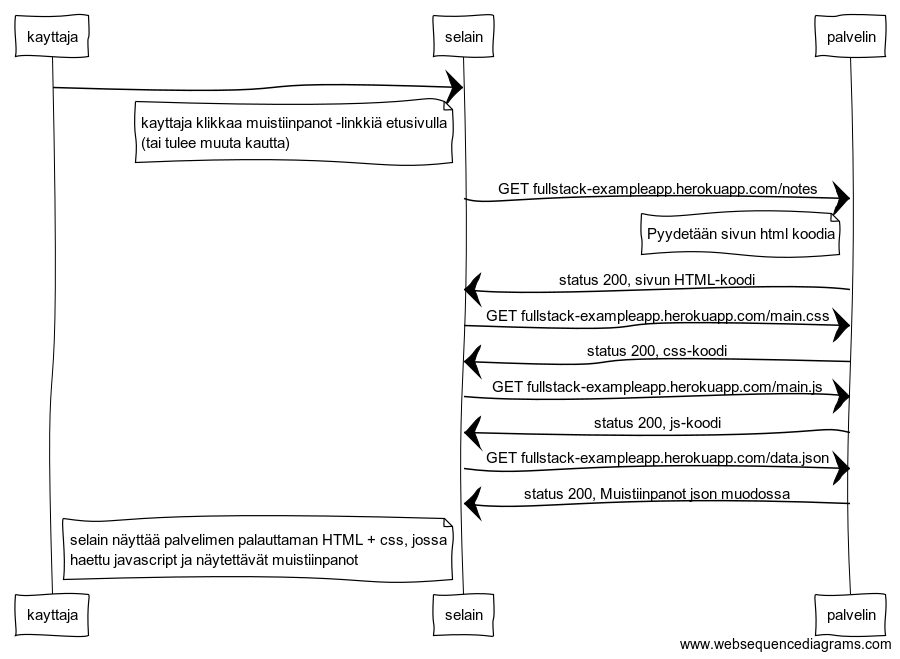 kayttaja
selain
palvelin
kayttaja klikkaa muistiinpanot -linkkiä etusivulla
(tai tulee muuta kautta)
GET fullstack-exampleapp.herokuapp.com/notes
Pyydetään sivun html koodia
status 200, sivun HTML-koodi
GET fullstack-exampleapp.herokuapp.com/main.css
status 200, css-koodi
GET fullstack-exampleapp.herokuapp.com/main.js
status 200, js-koodi
GET fullstack-exampleapp.herokuapp.com/data.json
status 200, Muistiinpanot json muodossa
selain näyttää palvelimen palauttaman HTML + css, jossa
haettu javascript ja näytettävät muistiinpanot
kayttaja
selain
palvelin
www.websequencediagrams.com